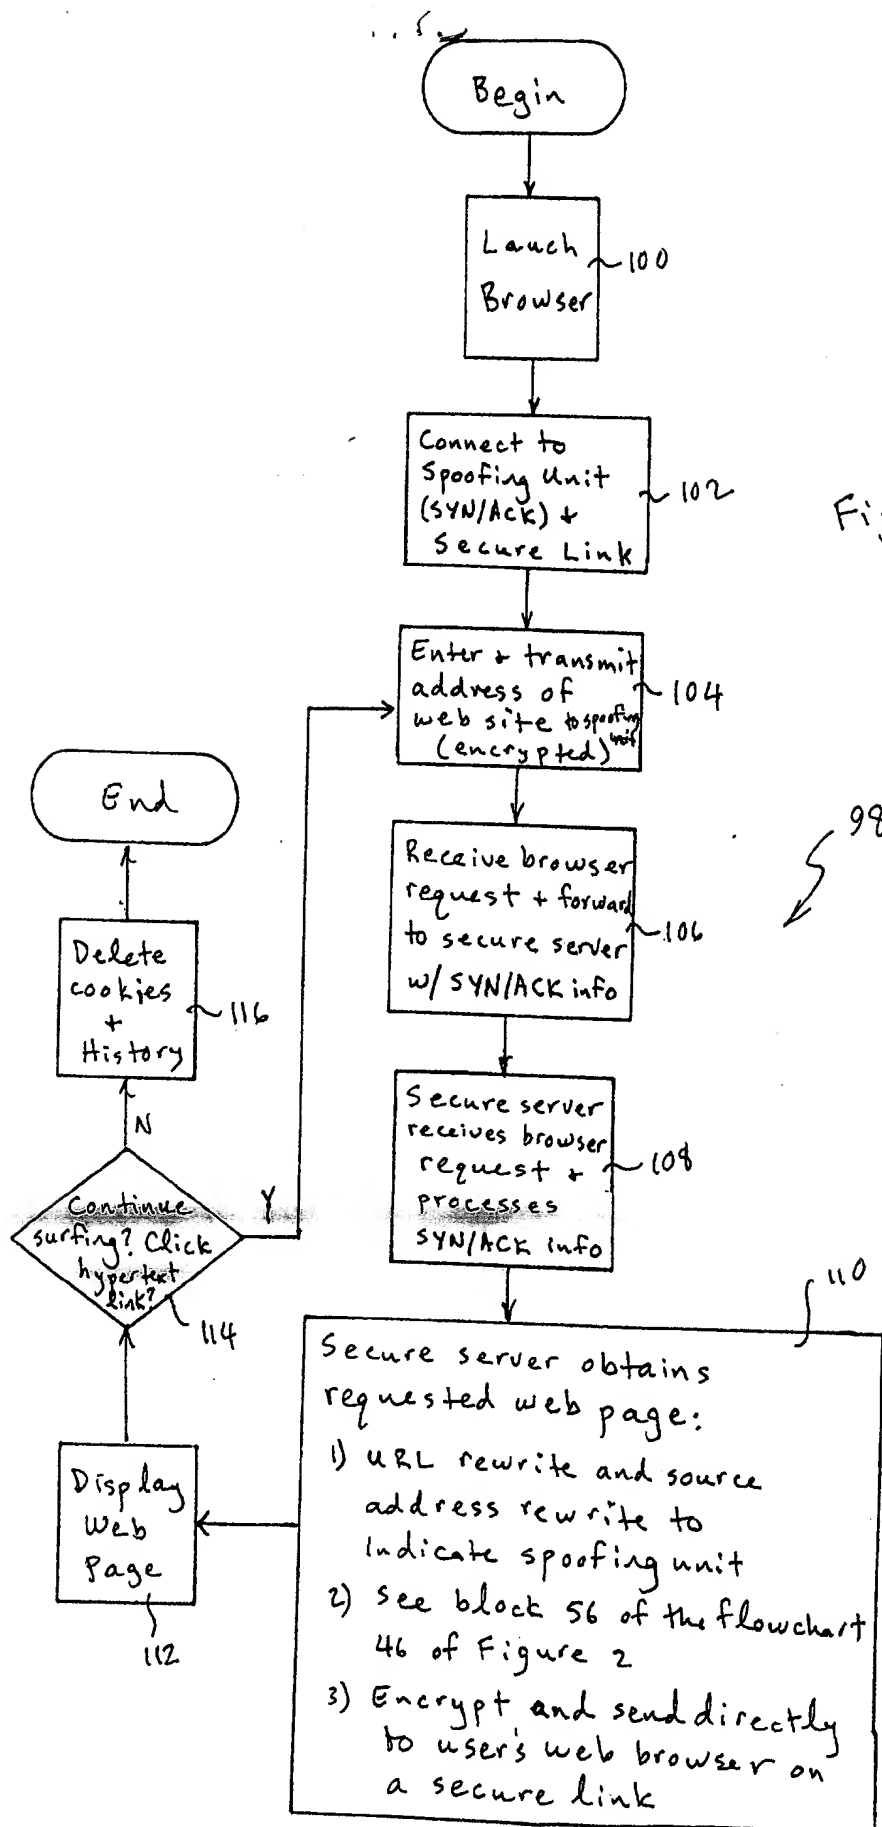 Begin
Lauch
Browser
100
Connect to
Spoofing Unit
(SYN/ACK) +
Secure Link
102
Enter + transmit
address of
web site to spoofing
unit
(encrypted)
104
Receive browser
request + forward
to secure server
w/ SYN/ACK info
106
Secure server
receives browser
request +
processes
SYN/ACK info
108
Secure server obtains
requested web page:
1) URL rewrite and source
address rewrite to
Indicate spoofing unit
2) See block 56 of the flowchart
46 of Figure 2
3) Encrypt and send directly
to user's web browser on
a secure link
110
Display
Web
Page
112
Continue
surfing? Click
hypertext
link?
114
Y
N
Delete
cookies
+
History
116
End
98